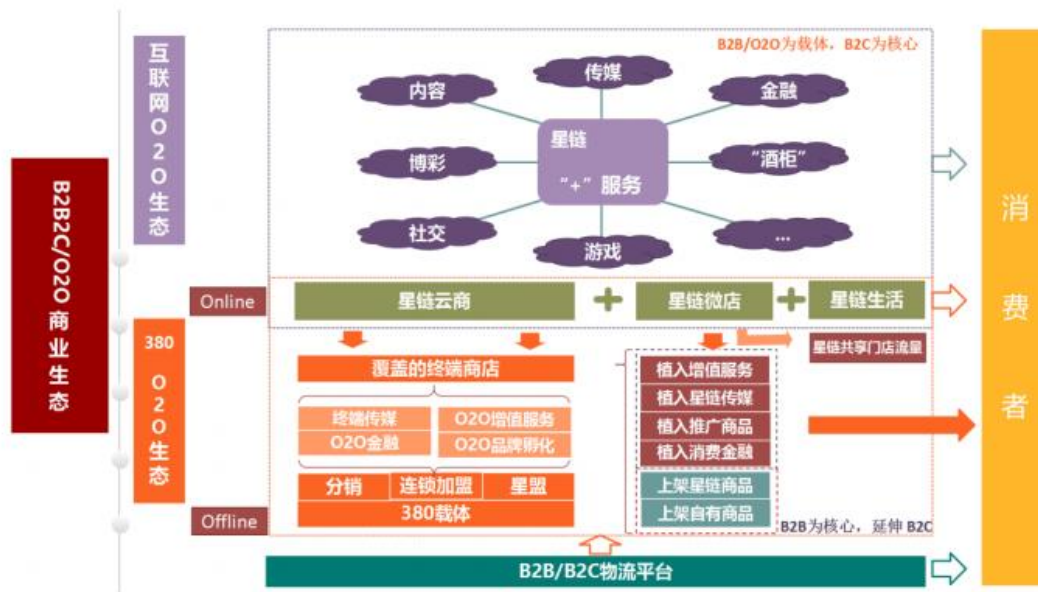 B2B2C/O2O商业生态
互联网O2O生态
380 O2O生态
B2B/O2O为载体，B2C为核心
内容
传媒
金融
博彩
星链
“+”服务
“酒柜”
社交
游戏
...
Online
星链云商
星链微店
星链生活
覆盖的终端商店
星链共享门店流量
植入增值服务
植入星链传媒
植入推广商品
植入消费金融
终端传媒
O2O增值服务
O2O金融
O2O品牌孵化
分销
连锁加盟
星盟
380载体
上架星链商品
上架自有商品
Offline
B2B为核心，延伸 B2C
B2B/B2C物流平台
消费者